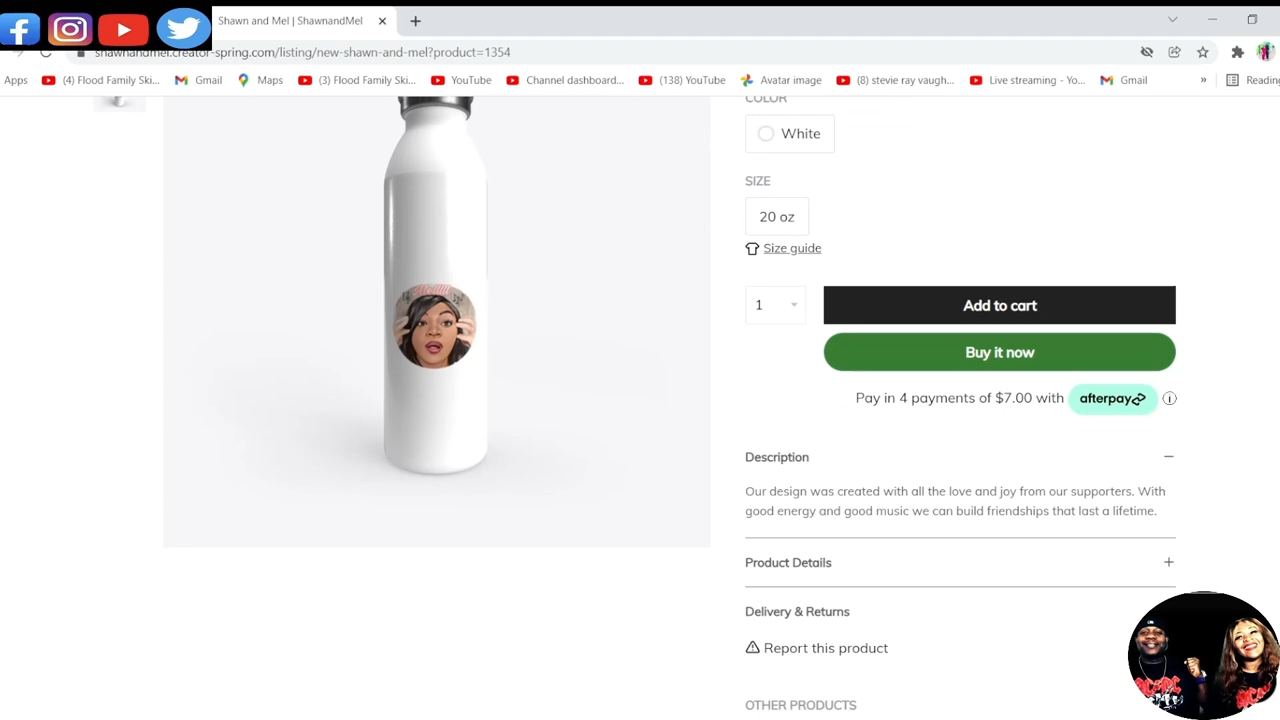 Shawn and Mel | ShawnandMel
shawnandmel.creator-spring.com/listing/new-shawn-and-mel?product=1354
Apps (4) Flood Family Ski... Gmail Maps (3) Flood Family Ski... YouTube Channel dashboard... (138) YouTube Avatar image (8) stevie ray vaugh... Live streaming - Yo... Gmail » Reading
COLOR
White
SIZE
20 oz
Size guide
1
Add to cart
Buy it now
Pay in 4 payments of $7.00 with afterpay
Description
Our design was created with all the love and joy from our supporters. With
good energy and good music we can build friendships that last a lifetime.
Product Details
Delivery & Returns
Report this product
OTHER PRODUCTS